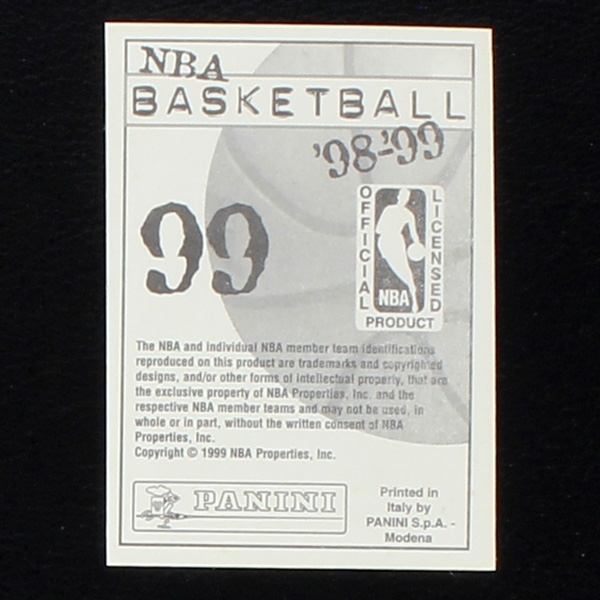 NBA
BASKETBALL
'98-'99
99
OFFICIAL
LICENSED
NBA
PRODUCT
The NBA and individual NBA member team identifications
reproduced on this product are trademarks and copyrighted
designs, and/or other forms of intellectual property, that are
the exclusive property of NBA Properties, Inc. and the
respective NBA member teams and may not be used, in
whole or in part, without the written consent of NBA
Properties, Inc.
Copyright © 1999 NBA Properties, Inc.
PANINI
Printed in
Italy by
PANINI S.p.A. -
Modena